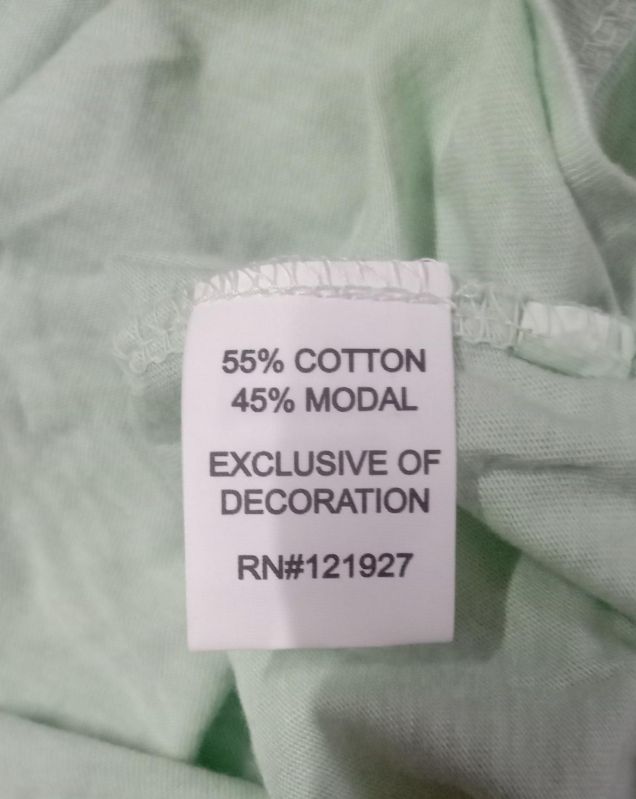 55% COTTON
45% MODAL
EXCLUSIVE OF
DECORATION
RN#121927